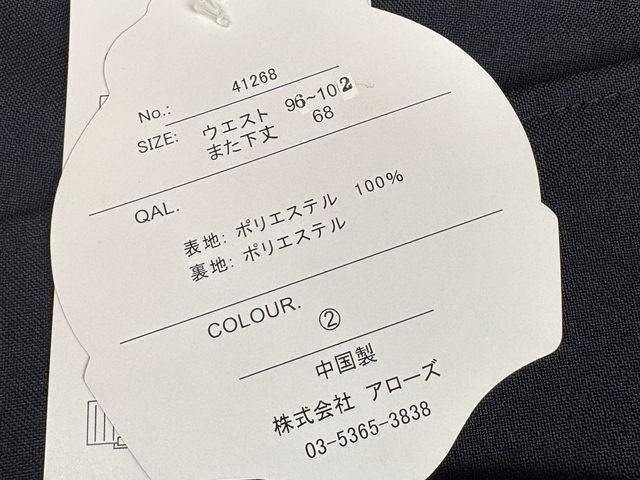 No.: 41268
SIZE: ウエスト 96~102
また下丈 68
QAL.
表地: ポリエステル 100%
裏地: ポリエステル
COLOUR.
②
中国製
株式会社 アローズ
03-5365-3838